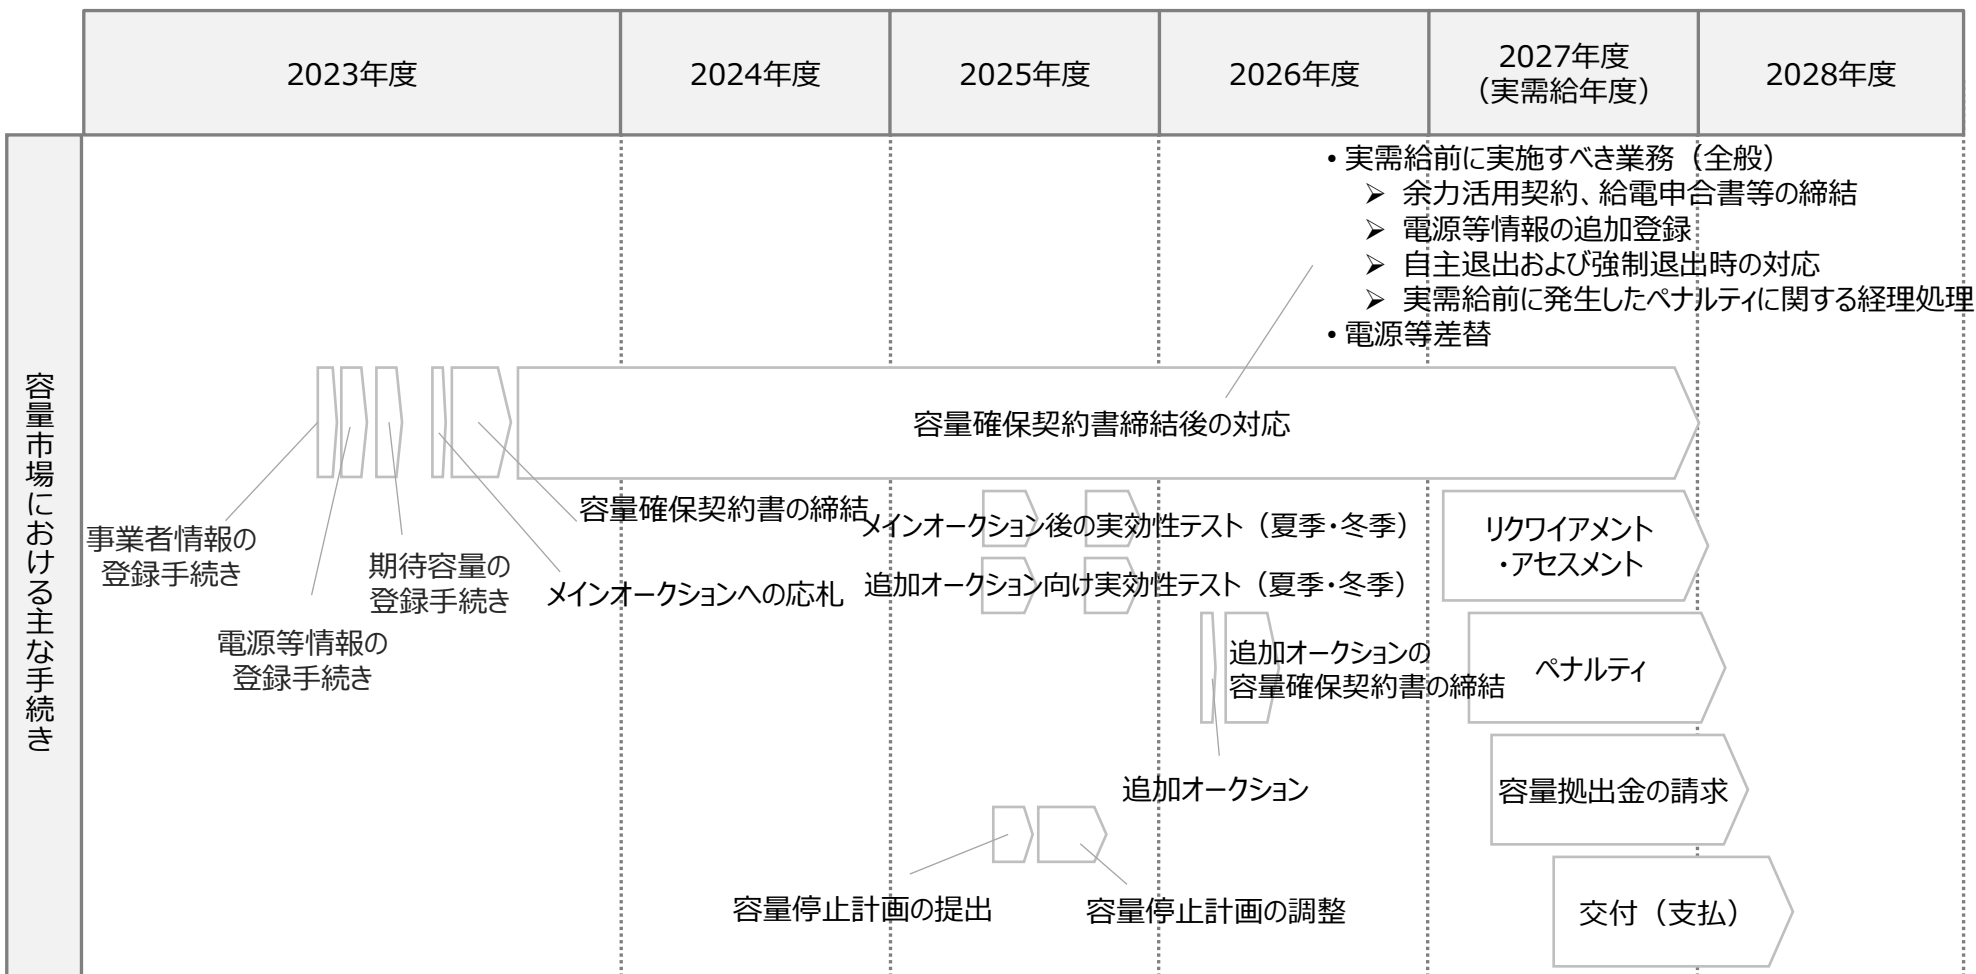 2023年度
2024年度
2025年度
2026年度
2027年度
（実需給年度）
2028年度
容量市場における主な手続き
• 実需給前に実施すべき業務（全般）
➢ 余力活用契約、給電申合書等の締結
➢ 電源等情報の追加登録
➢ 自主退出および強制退出時の対応
➢ 実需給前に発生したペナルティに関する経理処理
• 電源等差替
容量確保契約書締結後の対応
事業者情報の
登録手続き
電源等情報の
登録手続き
期待容量の
登録手続き
メインオークションへの応札
容量確保契約書の締結
メインオークション後の実効性テスト（夏季・冬季）
追加オークション向け実効性テスト（夏季・冬季）
リクワイアメント
・アセスメント
追加オークションの
容量確保契約書の締結
ペナルティ
追加オークション
容量拠出金の請求
容量停止計画の提出
容量停止計画の調整
交付（支払）